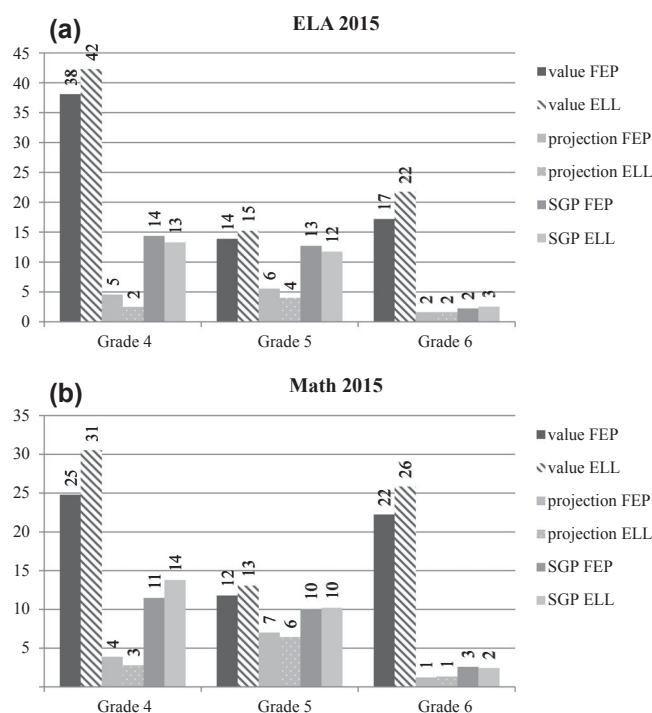 (a)
ELA 2015
45
40
35
30
25
20
15
10
5
0
38
42
5
2
14
13
14
15
6
4
13
12
17
22
2
2
2
3
Grade 4
Grade 5
Grade 6
value FEP
value ELL
projection FEP
projection ELL
SGP FEP
SGP ELL
(b)
Math 2015
35
30
25
20
15
10
5
25
31
4
3
11
14
12
13
7
6
10
10
22
26
1
1
3
2
Grade 4
Grade 5
Grade 6
value FEP
value ELL
projection FEP
projection ELL
SGP FEP
SGP ELL